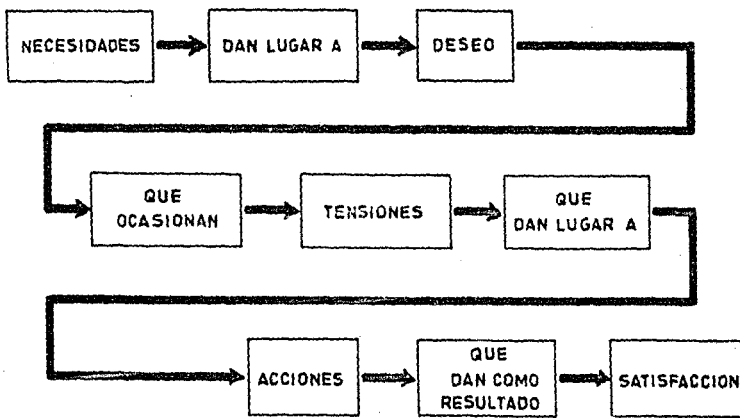 NECESIDADES
DAN LUGAR A
DESEO
QUE
OCASIONAN
TENSIONES
QUE
DAN LUGAR A
ACCIONES
QUE
DAN COMO
RESULTADO
SATISFACCION